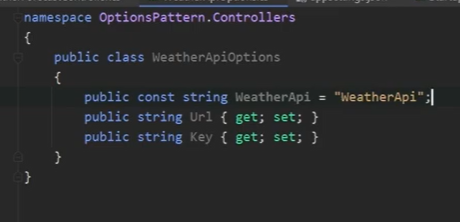 namespace OptionsPattern.Controllers
{
public class WeatherApiOptions
{
public const string WeatherApi = "WeatherApi";
public string Url { get; set; }
public string Key { get; set; }
}
}